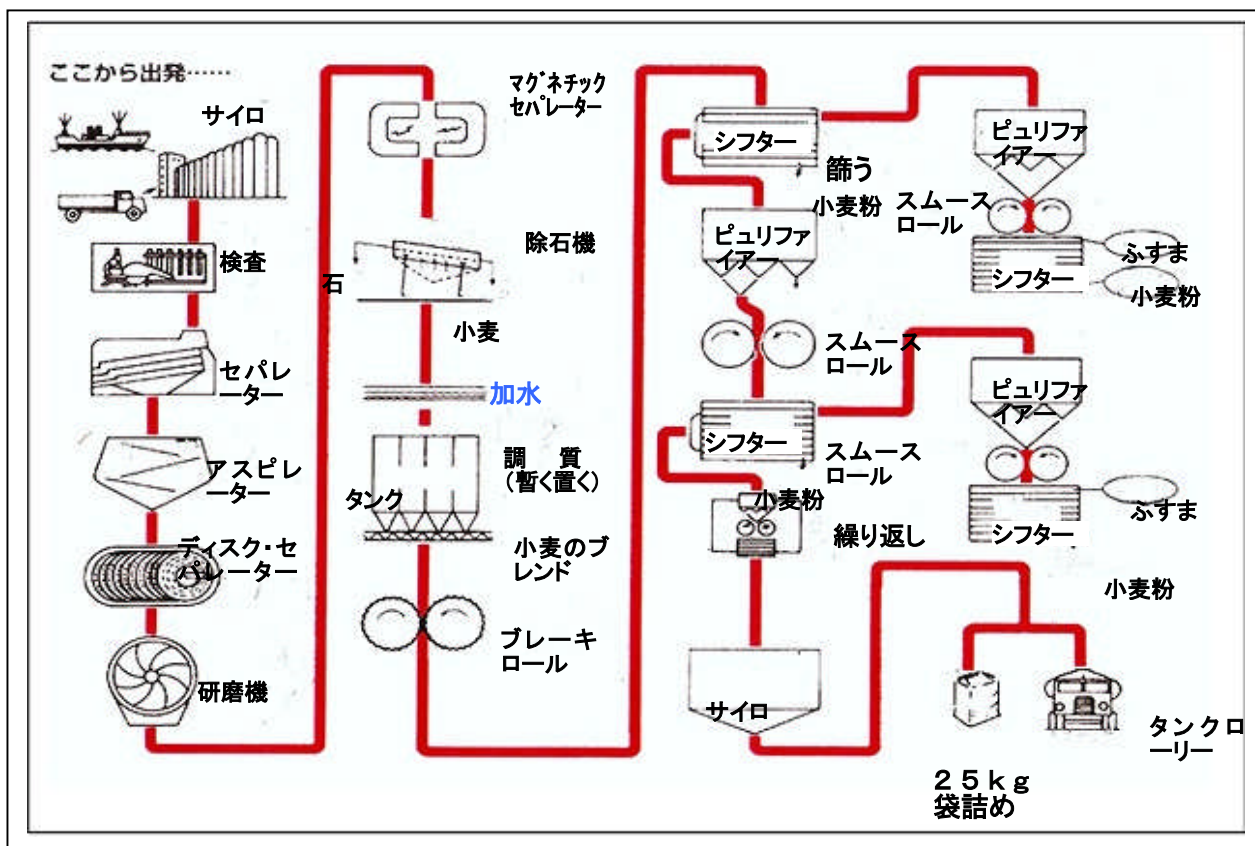 ここから出発……
サイロ
検査
セパレ
ーター
アスピレ
ーター
ディスク・セ
パレーター
研磨機
マグネチック
セパレーター
除石機
石
小麦
加水
調　質
（暫く置く）
タンク
小麦のブ
レンド
ブレーキ
ロール
シフター
篩う
小麦粉
ピュリファ
イアー
スムース
ロール
シフター
スムース
ロール
小麦粉
繰り返し
サイロ
ピュリファ
イアー
スムース
ロール
シフター
ふすま
小麦粉
ピュリファ
イアー
シフター
ふすま
小麦粉
２５ｋｇ
袋詰め
タンクロ
ーリー